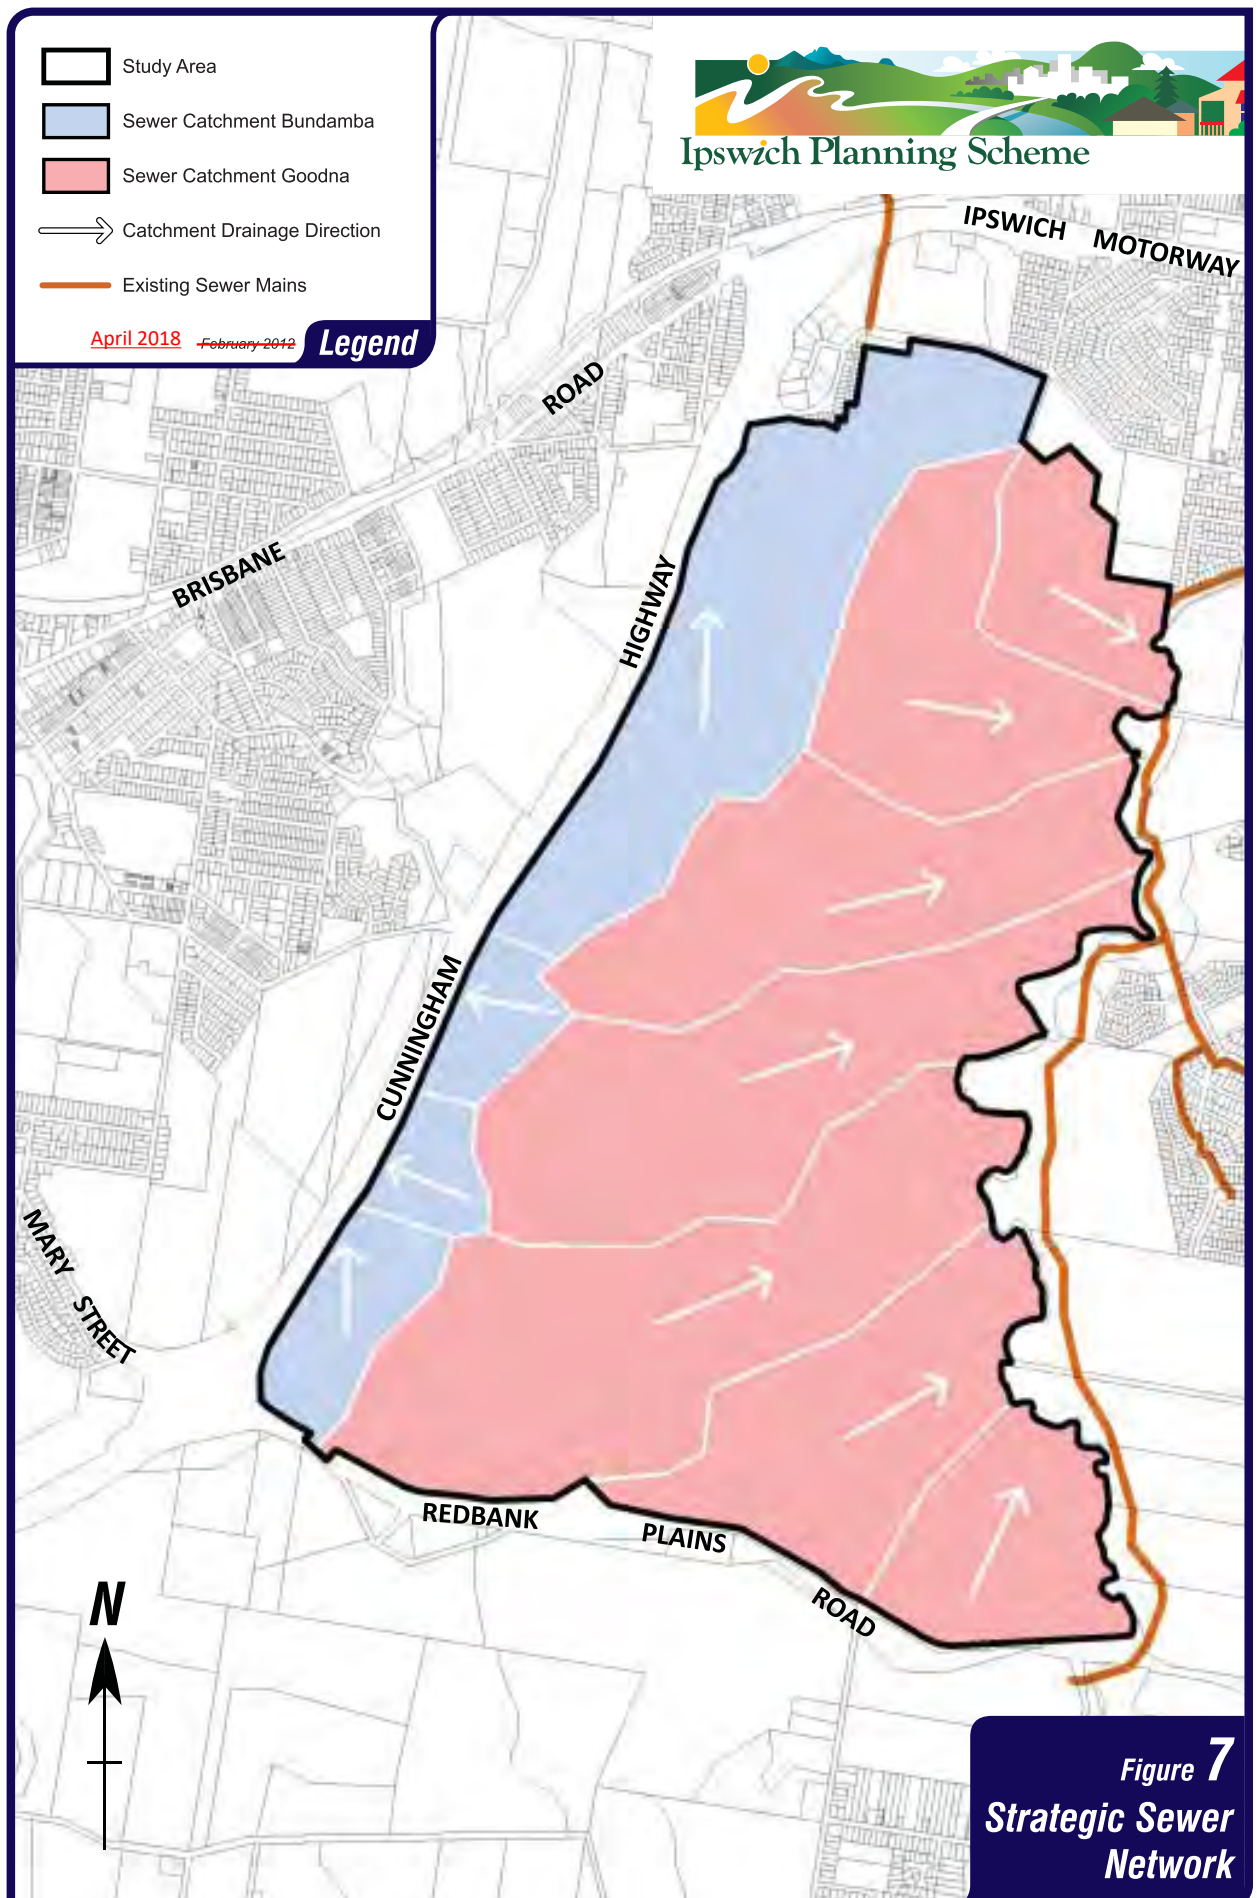 Study Area
Sewer Catchment Bundamba
Sewer Catchment Goodna
Catchment Drainage Direction
Existing Sewer Mains
April 2018 February 2012
Legend
Ipswich Planning Scheme
IPSWICH MOTORWAY
BRISBANE ROAD
CUNNINGHAM HIGHWAY
MARY STREET
REDBANK PLAINS ROAD
N
Figure 7
Strategic Sewer
Network